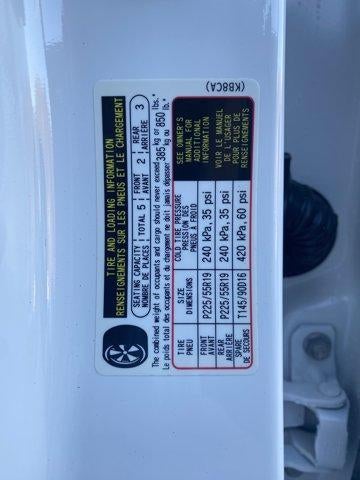 (KB8CA)
TIRE AND LOADING INFORMATION
RENSEIGNEMENTS SUR LES PNEUS ET LE CHARGEMENT
SEATING CAPACITY TOTAL 5 FRONT 2 REAR 3
NOMBRE DE PLACES AVANT ARRIÈRE
The combined weight of occupants and cargo should never exceed 385 kg or 850 lbs.
Le poids total des occupants et du chargement ne doit jamais dépasser kg ou lb.
TIRE SIZE COLD TIRE PRESSURE SEE OWNER'S
PNEU DIMENSIONS PRESSION DES MANUAL FOR
PNEUS À FROID ADDITIONAL
INFORMATION
FRONT P225/55R19 240 kPa, 35 psi
AVANT
REAR P225/55R19 240 kPa, 35 psi VOIR LE MANUEL
ARRIÈRE DE L'USAGER
SPARE T145/90D16 420 kPa, 60 psi POUR PLUS DE
DE SECOURS RENSEIGNEMENTS